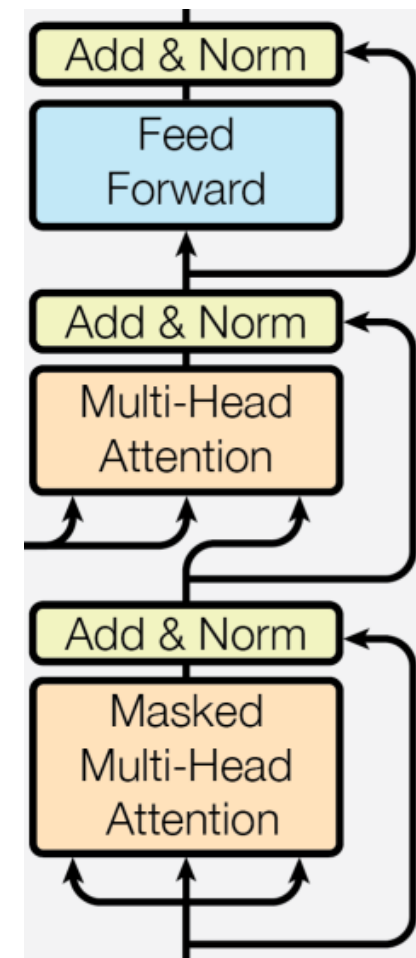 Add & Norm
Feed
Forward
Add & Norm
Multi-Head
Attention
Add & Norm
Masked
Multi-Head
Attention